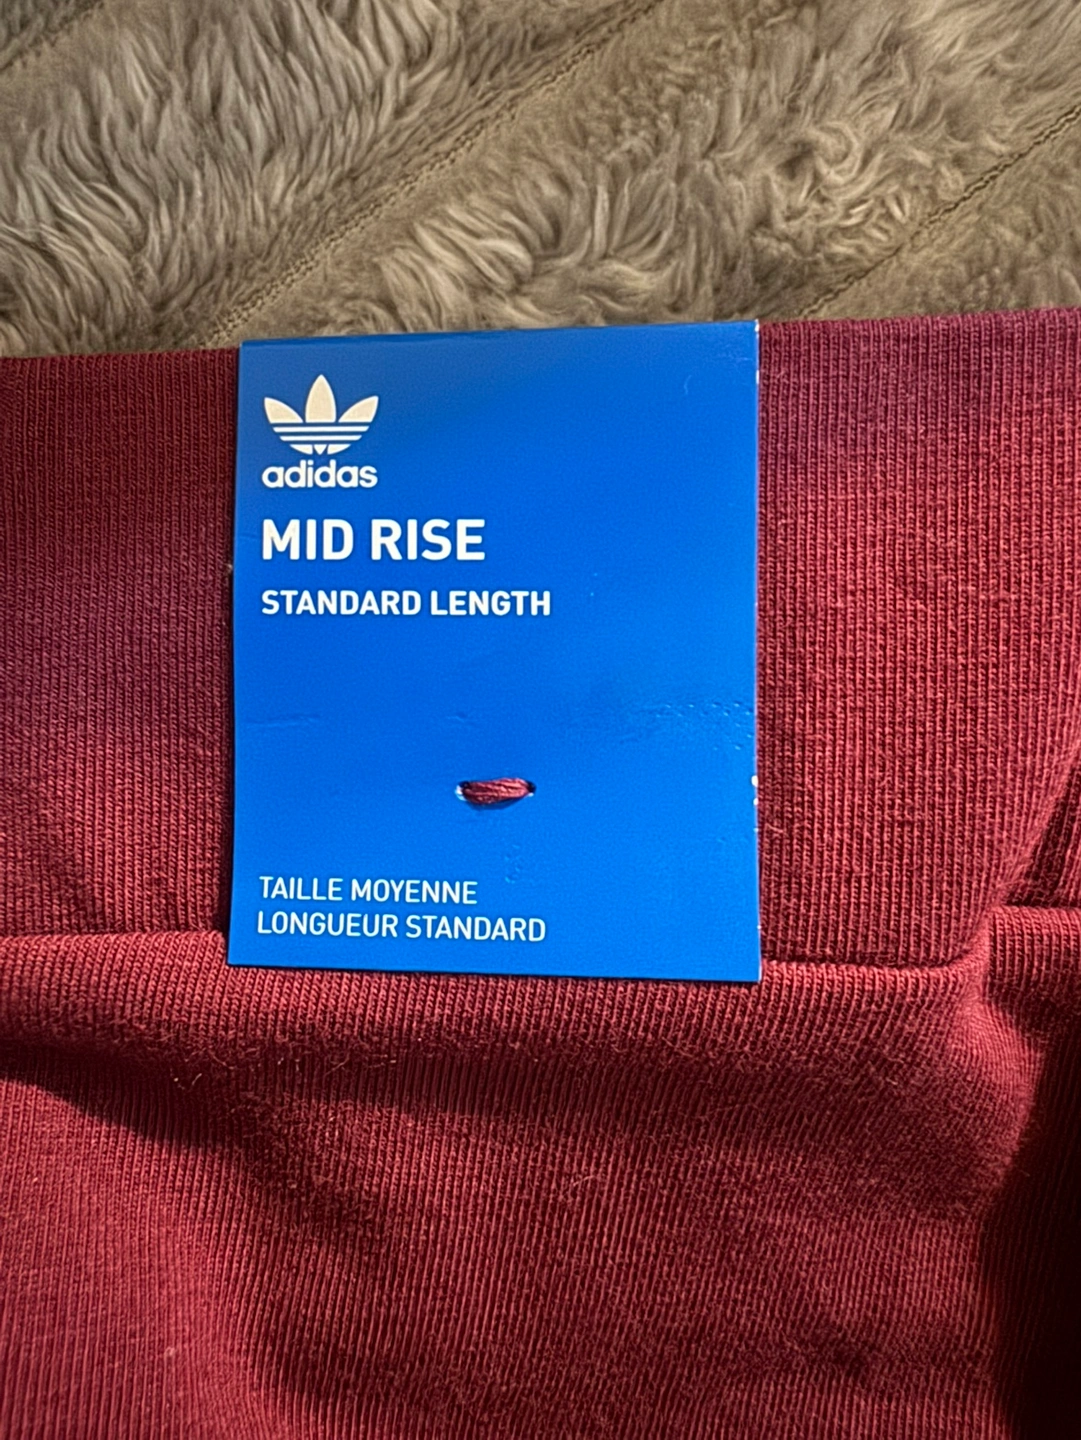 adidas
MID RISE
STANDARD LENGTH
TAILLE MOYENNE
LONGUEUR STANDARD